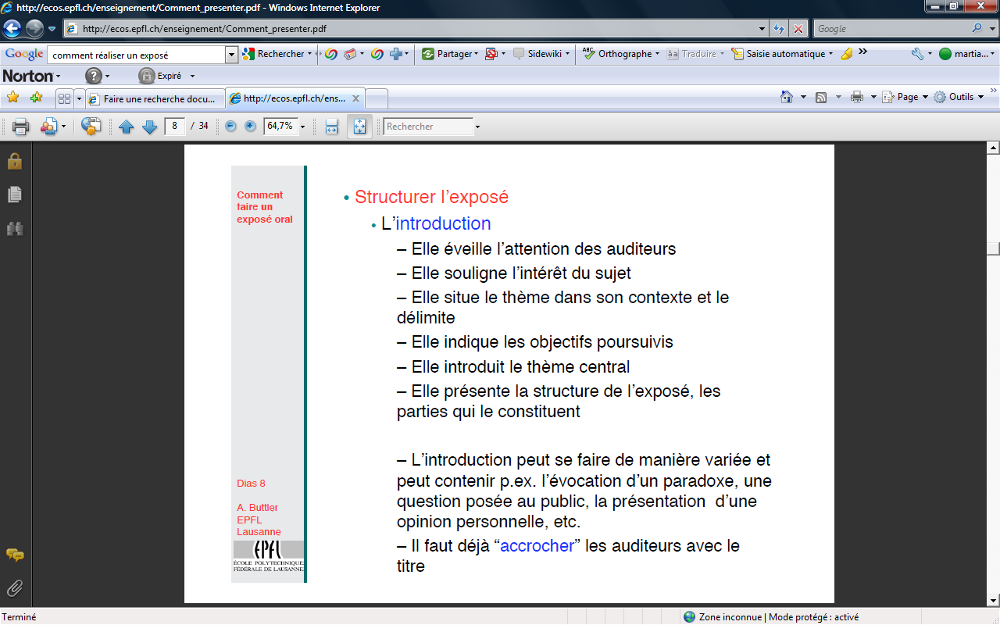 http://ecos.epfl.ch/enseignement/Comment_presenter.pdf - Windows Internet Explorer
http://ecos.epfl.ch/enseignement/Comment_presenter.pdf
Google
Google comment réaliser un exposé Rechercher Partager Sidewiki ABC Orthographe Traduire Saisie automatique » martia...
Norton Expiré
Faire une recherche docu... http://ecos.epfl.ch/ens... Page Outils »
8 / 34 64,7% Rechercher
Comment
faire un
exposé oral
• Structurer l'exposé
• L'introduction
– Elle éveille l'attention des auditeurs
– Elle souligne l'intérêt du sujet
– Elle situe le thème dans son contexte et le
délimite
– Elle indique les objectifs poursuivis
– Elle introduit le thème central
– Elle présente la structure de l'exposé, les
parties qui le constituent
– L'introduction peut se faire de manière variée et
peut contenir p.ex. l'évocation d'un paradoxe, une
question posée au public, la présentation d'une
opinion personnelle, etc.
– Il faut déjà “accrocher” les auditeurs avec le
titre
Dias 8
A. Buttler
EPFL
Lausanne
EPFL
ÉCOLE POLYTECHNIQUE
FÉDÉRALE DE LAUSANNE
Terminé
Zone inconnue | Mode protégé : activé